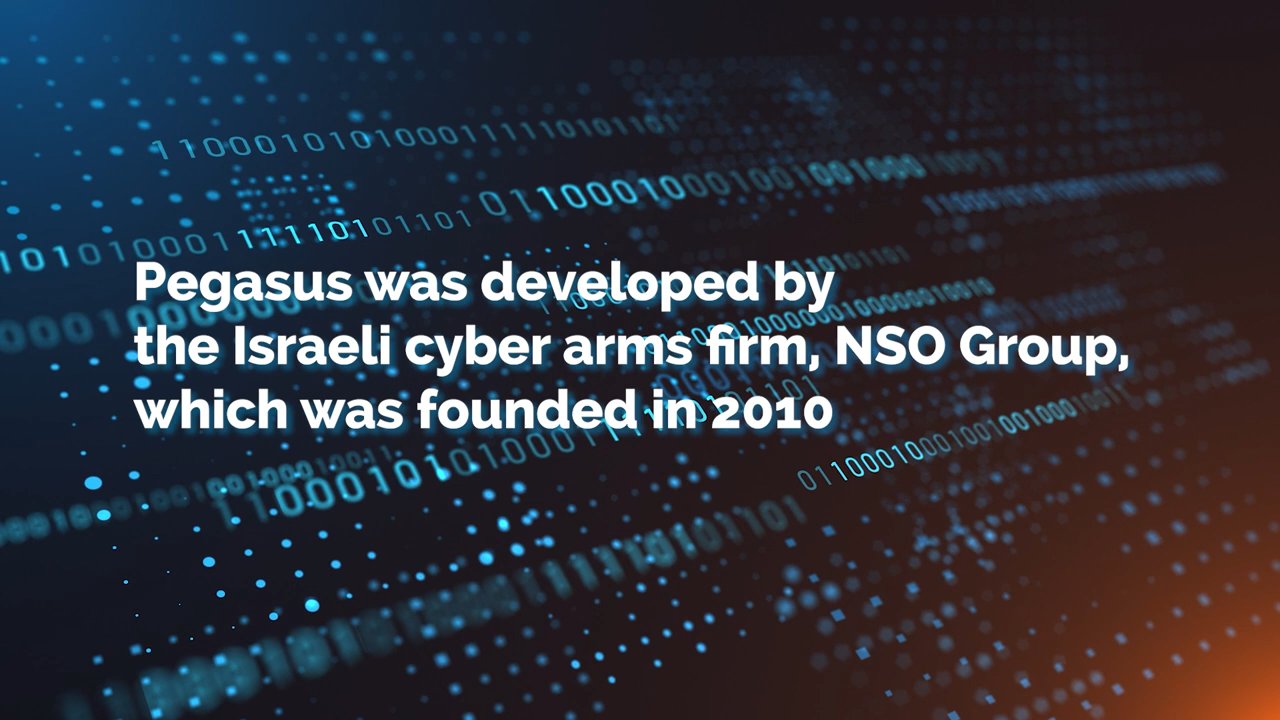 Pegasus was developed by
the Israeli cyber arms firm, NSO Group,
which was founded in 2010